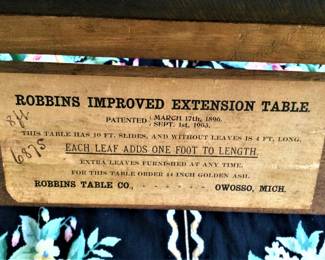 ROBBINS IMPROVED EXTENSION TABLE.
PATENTED: MARCH 17th, 1896.
SEPT. 1st, 1903.
THIS TABLE HAS 10 FT. SLIDES, AND WITHOUT LEAVES IS 4 FT. LONG.
EACH LEAF ADDS ONE FOOT TO LENGTH.
EXTRA LEAVES FURNISHED AT ANY TIME.
FOR THIS TABLE ORDER 44 INCH GOLDEN ASH.
ROBBINS TABLE CO., - - - - - - OWOSSO, MICH.